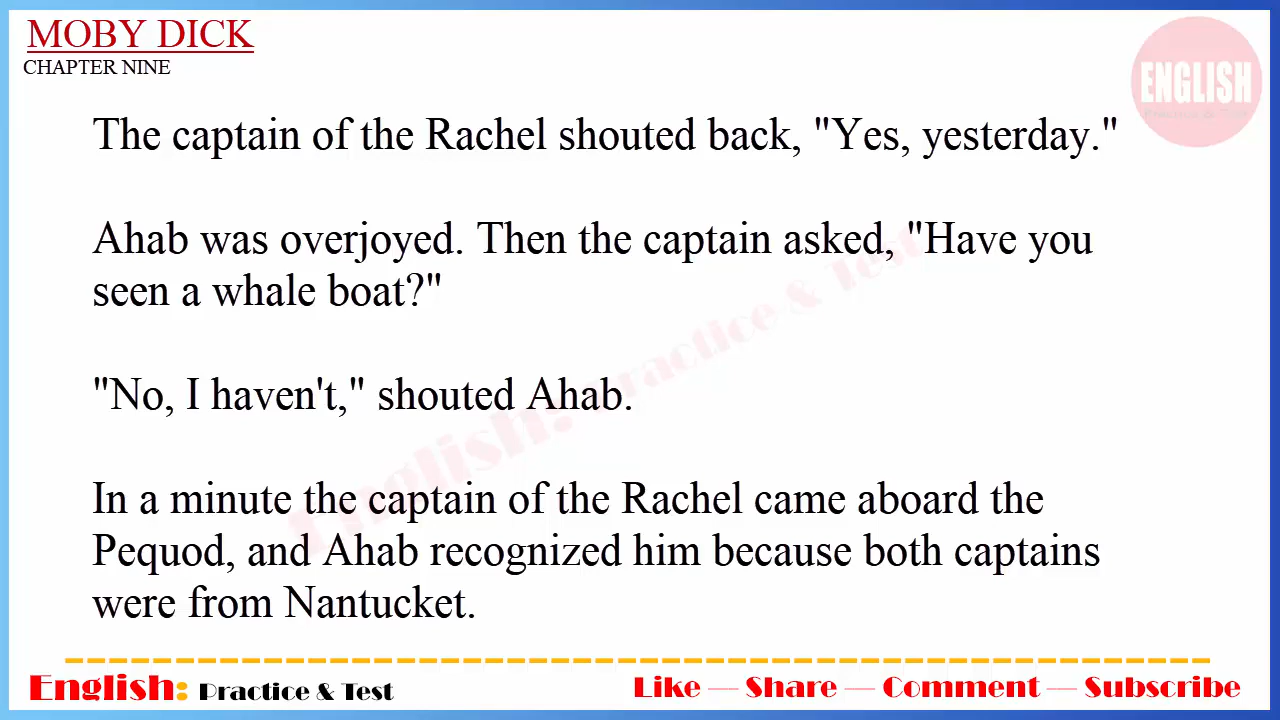 MOBY DICK
CHAPTER NINE
ENGLISH
The captain of the Rachel shouted back, "Yes, yesterday."
Ahab was overjoyed. Then the captain asked, "Have you
seen a whale boat?"
"No, I haven't," shouted Ahab.
In a minute the captain of the Rachel came aboard the
Pequod, and Ahab recognized him because both captains
were from Nantucket.
English: Practice & Test
English: Practice & Test
Like — Share — Comment — Subscribe